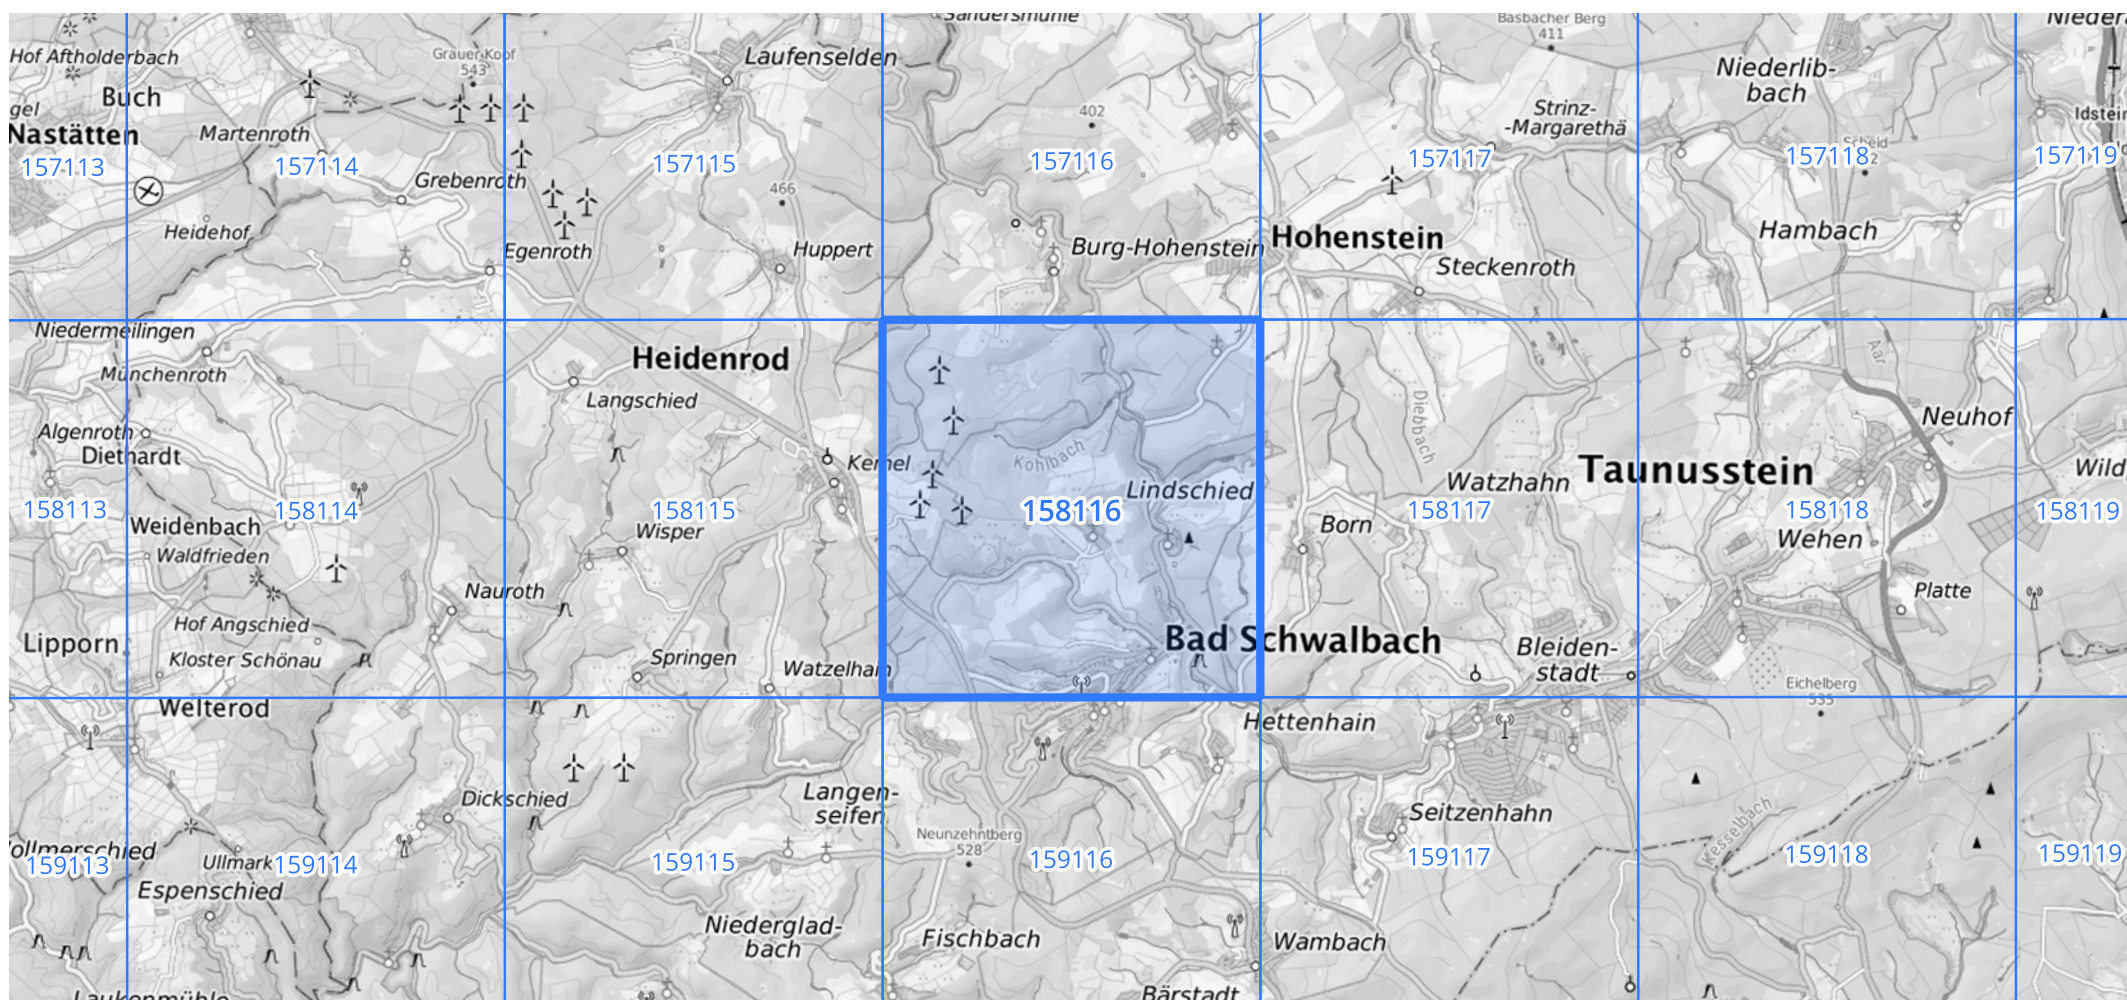 Sandersmühle
Basbacher Berg
411
Hof Aftholderbach
Grauer Kopf
543
Laufenselden
Niederlib-
bach
gel
Buch
402
Strinz-
-Margarethä
Idstein
Nastätten
Martenroth
157113
157114
157115
157116
157117
157118
157119
Grebenroth
466
Heidehof
Egenroth
Huppert
Burg-Hohenstein
Hohenstein
Steckenroth
Hambach
Niedermeilingen
Münchenroth
Heidenrod
Langschied
Aar
Algenroth
Diethardt
Kemel
Kohlbach
Diebbach
Neuhof
Taunusstein
Watzhahn
Wild
Lindschied
158113
158114
158115
158116
158117
158118
158119
Weidenbach
Waldfrieden
Wisper
Born
Wehen
Nauroth
Platte
Hof Angschied
Lipporn
Kloster Schönau
Springen
Watzelhain
Bad Schwalbach
Bleiden-
stadt
Eichelberg
535
Welterod
Hettenhain
Dickschied
Langen-
seifen
Neunzehntberg
528
Seitzenhahn
Kesselbach
Vollmerschied
Ullmark
159113
159114
159115
159116
159117
159118
159119
Espenschied
Niederglad-
bach
Fischbach
Wambach
Laukenmühle
Bärstadt